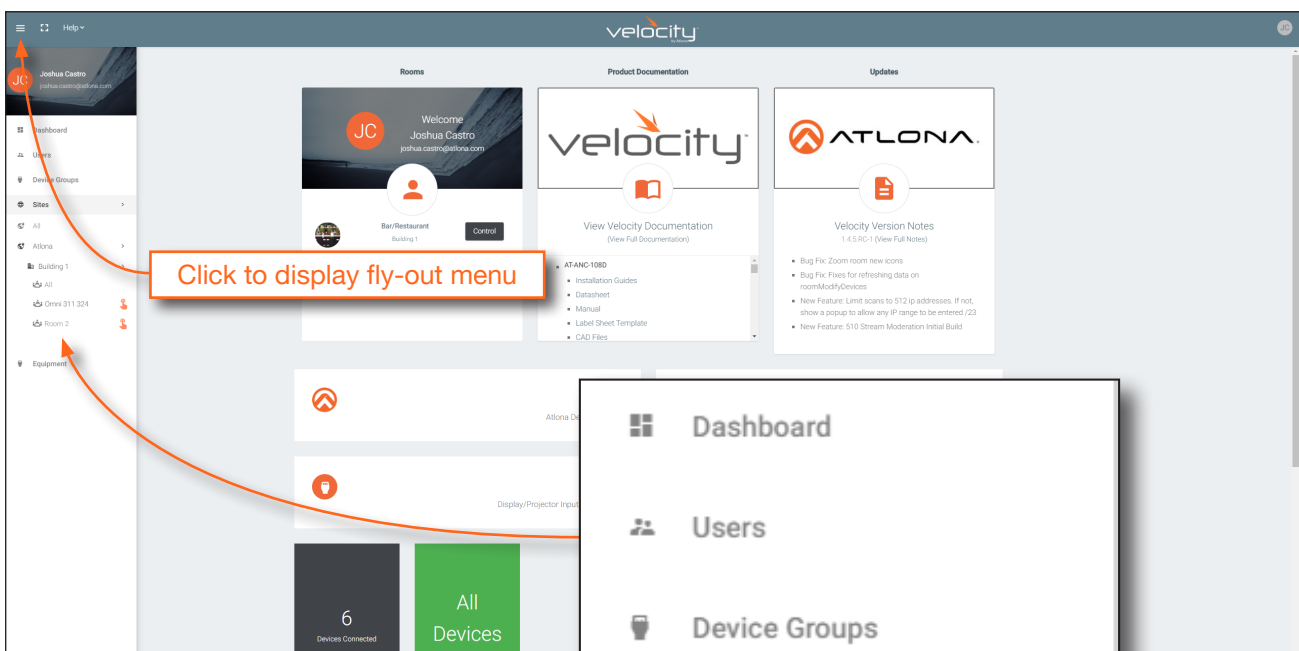 Help
velocity
by Atlona
JC
JC
Joshua Castro
joshua.castro@atlona.com
Dashboard
Users
Device Groups
Sites
All
Atlona
Building 1
All
Omni 311 324
Room 2
Equipment
Click to display fly-out menu
Rooms
JC
Welcome
Joshua Castro
joshua.castro@atlona.com
Bar/Restaurant
Building 1
Control
Product Documentation
velocity
View Velocity Documentation
(View Full Documentation)
AT-ANC-108D
Installation Guides
Datasheet
Manual
Label Sheet Template
CAD Files
Updates
ATLONA.
Velocity Version Notes
1.4.5 RC-1 (View Full Notes)
Bug Fix: Zoom room new icons
Bug Fix: Fixes for refreshing data on
roomModifyDevices
New Feature: Limit scans to 512 ip addresses. If not,
show a popup to allow any IP range to be entered /23
New Feature: 510 Stream Moderation Initial Build
Atlona
Display/Projector Input
6
Devices Connected
All
Devices
Dashboard
Users
Device Groups